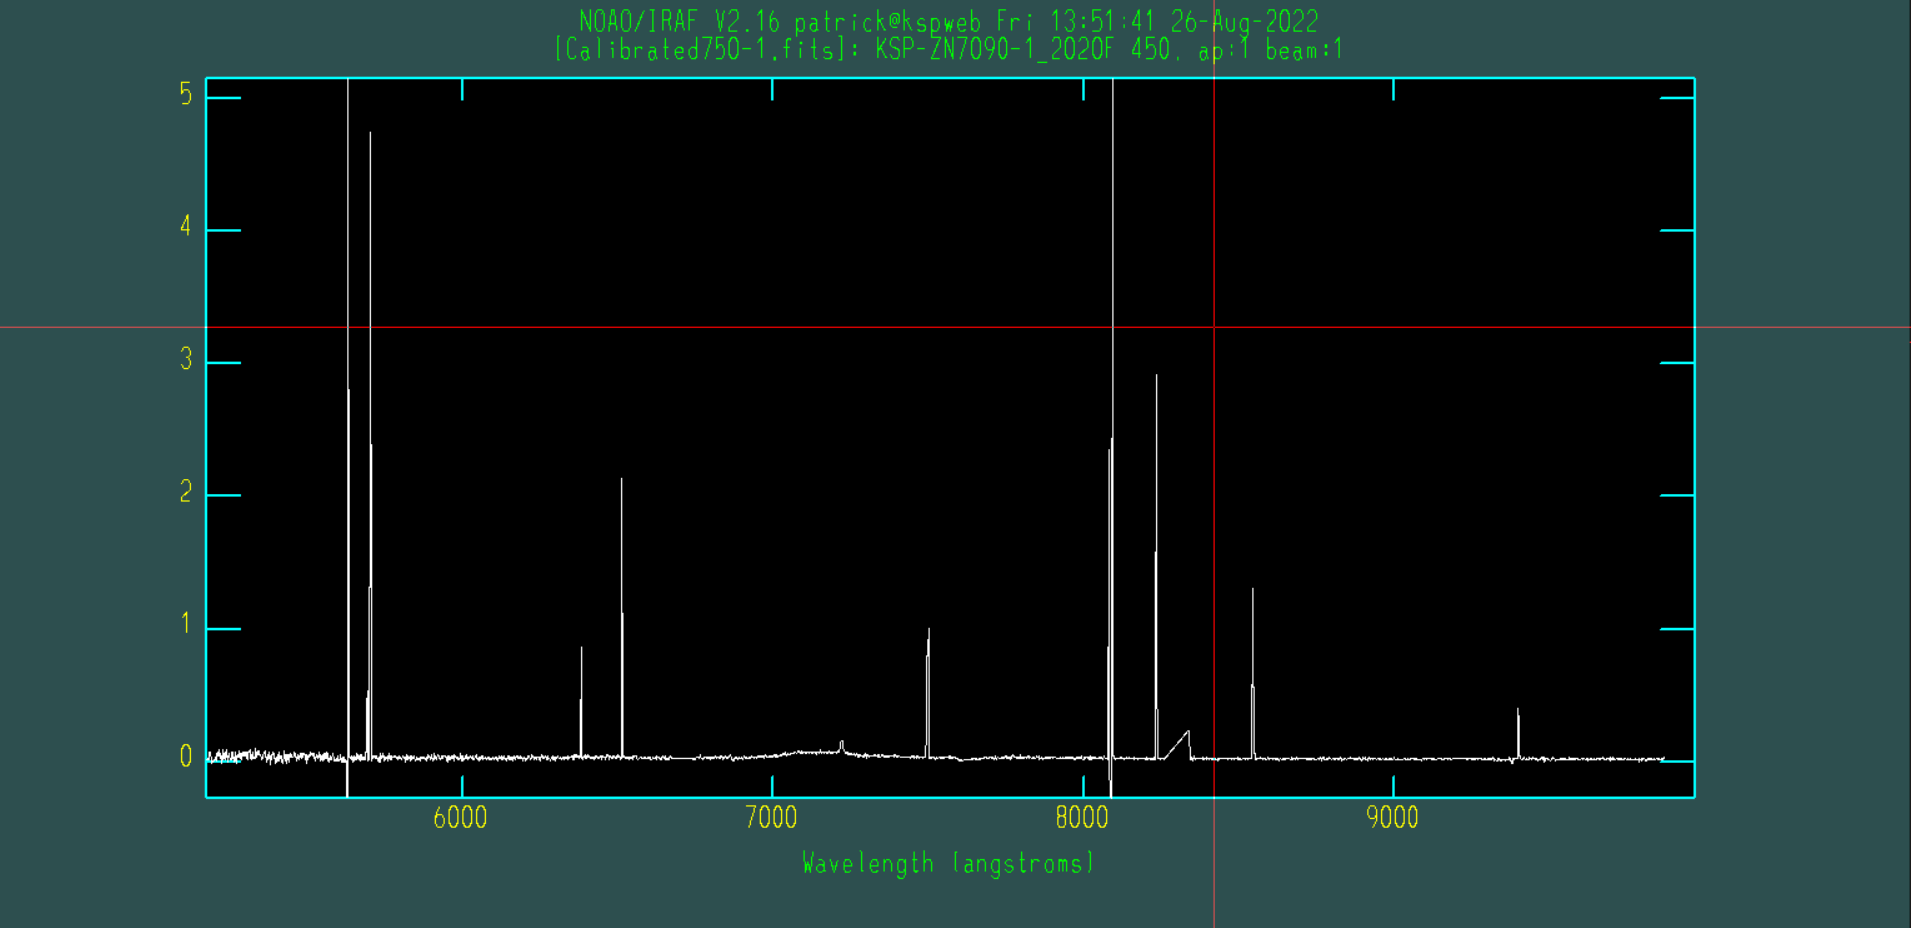 NOAO/IRAF V2.16 patrick@kspweb Fri 13:51:41 26-Aug-2022
[Calibrated750-1.fits]: KSP-ZN7090-1_2020F 450. ap:1 beam:1
5
4
3
2
1
0
6000 7000 8000 9000
Wavelength (angstroms)